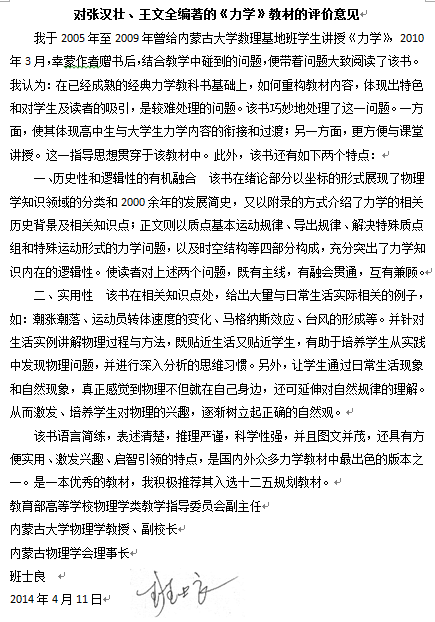 对张汉壮、王文全编著的《力学》教材的评价意见
我于 2005 年至 2009 年曾给内蒙古大学数理基地班学生讲授《力学》，2010
年 3 月，幸蒙作者赠书后，结合教学中碰到的问题，便带着问题大致阅读了该书。
我认为：在已经成熟的经典力学教科书基础上，如何重构教材内容，体现出特色
和对学生及读者的吸引，是较难处理的问题。该书巧妙地处理了这一问题。一方
面，使其体现高中生与大学生力学内容的衔接和过渡；另一方面，更方便与课堂
讲授。这一指导思想贯穿于该教材中。此外，该书还有如下两个特点：
一、历史性和逻辑性的有机融合 该书在绪论部分以坐标的形式展现了物理
学知识领域的分类和 2000 余年的发展简史，又以附录的方式介绍了力学的相关
历史背景及相关知识点；正文则以质点基本运动规律、导出规律、解决特殊质点
组和特殊运动形式的力学问题，以及时空结构等四部分构成，充分突出了力学知
识内在的逻辑性。使读者对上述两个问题，既有主线，有融会贯通，互有兼顾。
二、实用性 该书在相关知识点处，给出大量与日常生活实际相关的例子，
如：朝张潮落、运动员转体速度的变化、马格纳斯效应、台风的形成等。并针对
生活实例讲解物理过程与方法，既贴近生活又贴近学生，有助于培养学生从实践
中发现物理问题，并进行深入分析的思维习惯。另外，让学生通过日常生活现象
和自然现象，真正感觉到物理不但就在自己身边，还可延伸对自然规律的理解。
从而激发、培养学生对物理的兴趣，逐渐树立起正确的自然观。
该书语言简练，表述清楚，推理严谨，科学性强，并且图文并茂，还具有方
便实用、激发兴趣、启智引领的特点，是国内外众多力学教材中最出色的版本之
一。是一本优秀的教材，我积极推荐其入选十二五规划教材。
教育部高等学校物理学类教学指导委员会副主任
内蒙古大学物理学教授、副校长
内蒙古物理学会理事长
班士良
班士良
2014 年 4 月 11 日